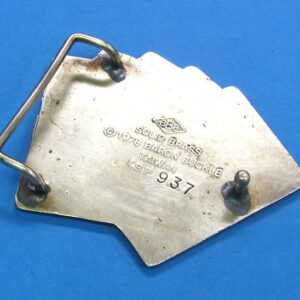 SOLID BRASS
©1978 BARON BUCKLE
TAIWAN
937